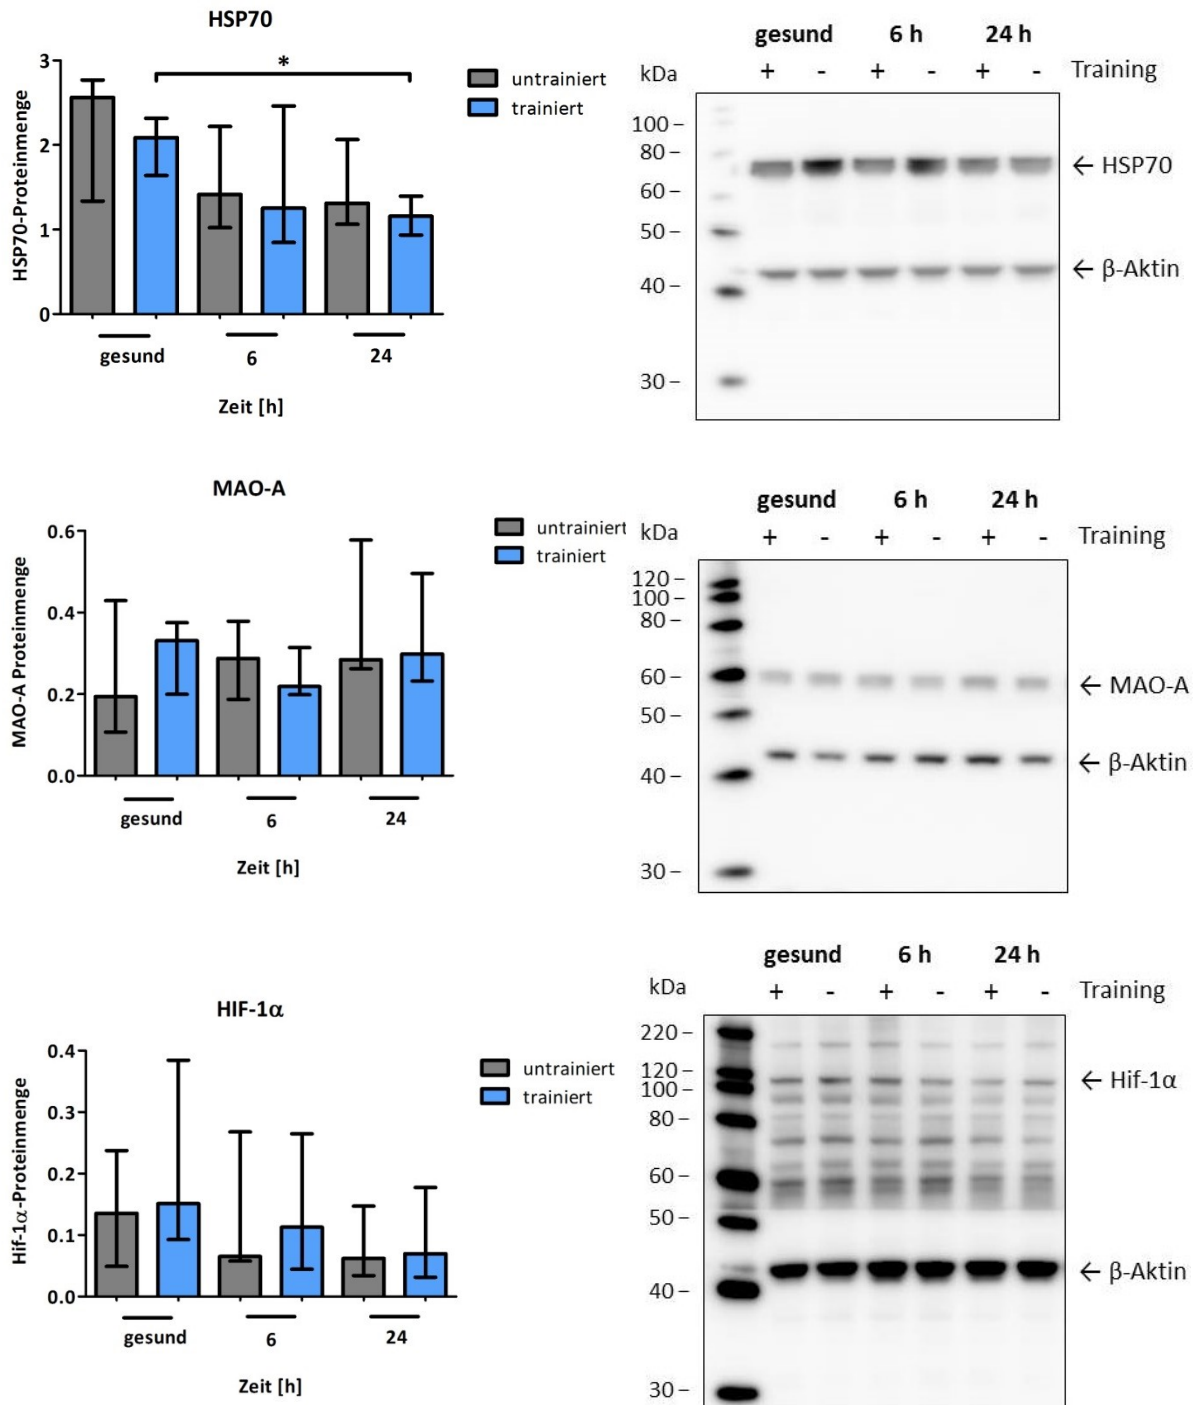 HSP70
HSP70-Proteinmenge
3
2
1
0
gesund
6
24
Zeit [h]
*
untrainiert
trainiert
gesund 6 h 24 h
kDa + - + - + - Training
100 –
80 –
60 –
50 –
40 –
30 –
← HSP70
← β-Aktin
MAO-A
MAO-A Proteinmenge
0.6
0.4
0.2
0.0
gesund
6
24
Zeit [h]
untrainiert
trainiert
gesund 6 h 24 h
kDa + - + - + - Training
120 –
100 –
80 –
60 –
50 –
40 –
30 –
← MAO-A
← β-Aktin
HIF-1α
Hif-1α-Proteinmenge
0.4
0.3
0.2
0.1
0.0
gesund
6
24
Zeit [h]
untrainiert
trainiert
gesund 6 h 24 h
kDa + - + - + - Training
220 –
120 –
100 –
80 –
60 –
50 –
40 –
30 –
← Hif-1α
← β-Aktin